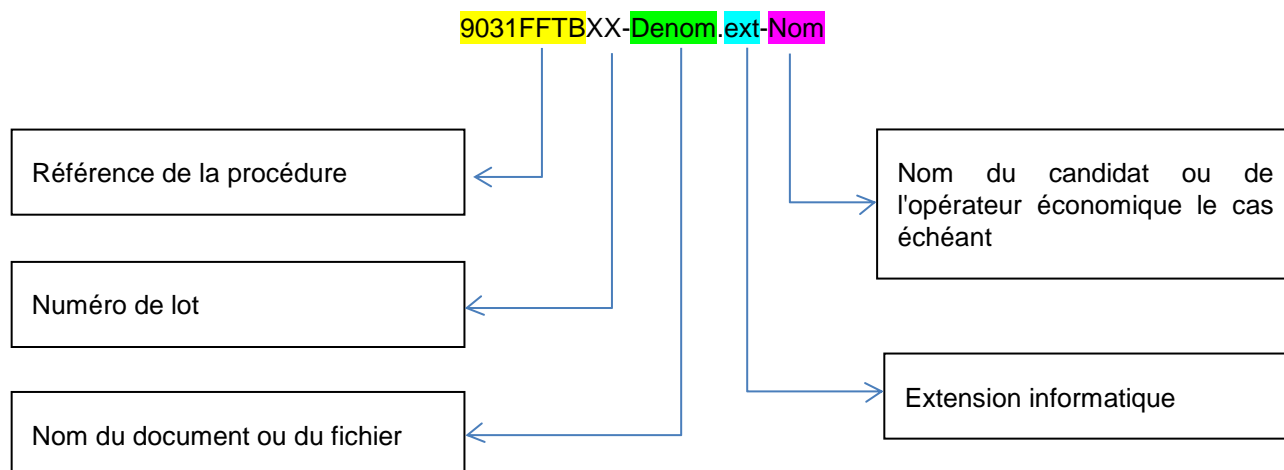 9031FFTBXX-Denom.ext-Nom
Référence de la procédure
Numéro de lot
Nom du document ou du fichier
Nom du candidat ou de
l'opérateur économique le cas
échéant
Extension informatique